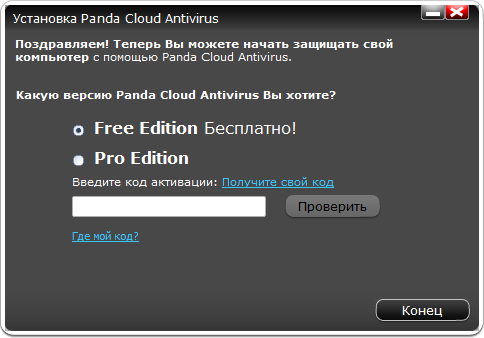 Установка Panda Cloud Antivirus
Поздравляем! Теперь Вы можете начать защищать свой
компьютер с помощью Panda Cloud Antivirus.
Какую версию Panda Cloud Antivirus Вы хотите?
Free Edition Бесплатно!
Pro Edition
Введите код активации: Получите свой код
Проверить
Где мой код?
Конец